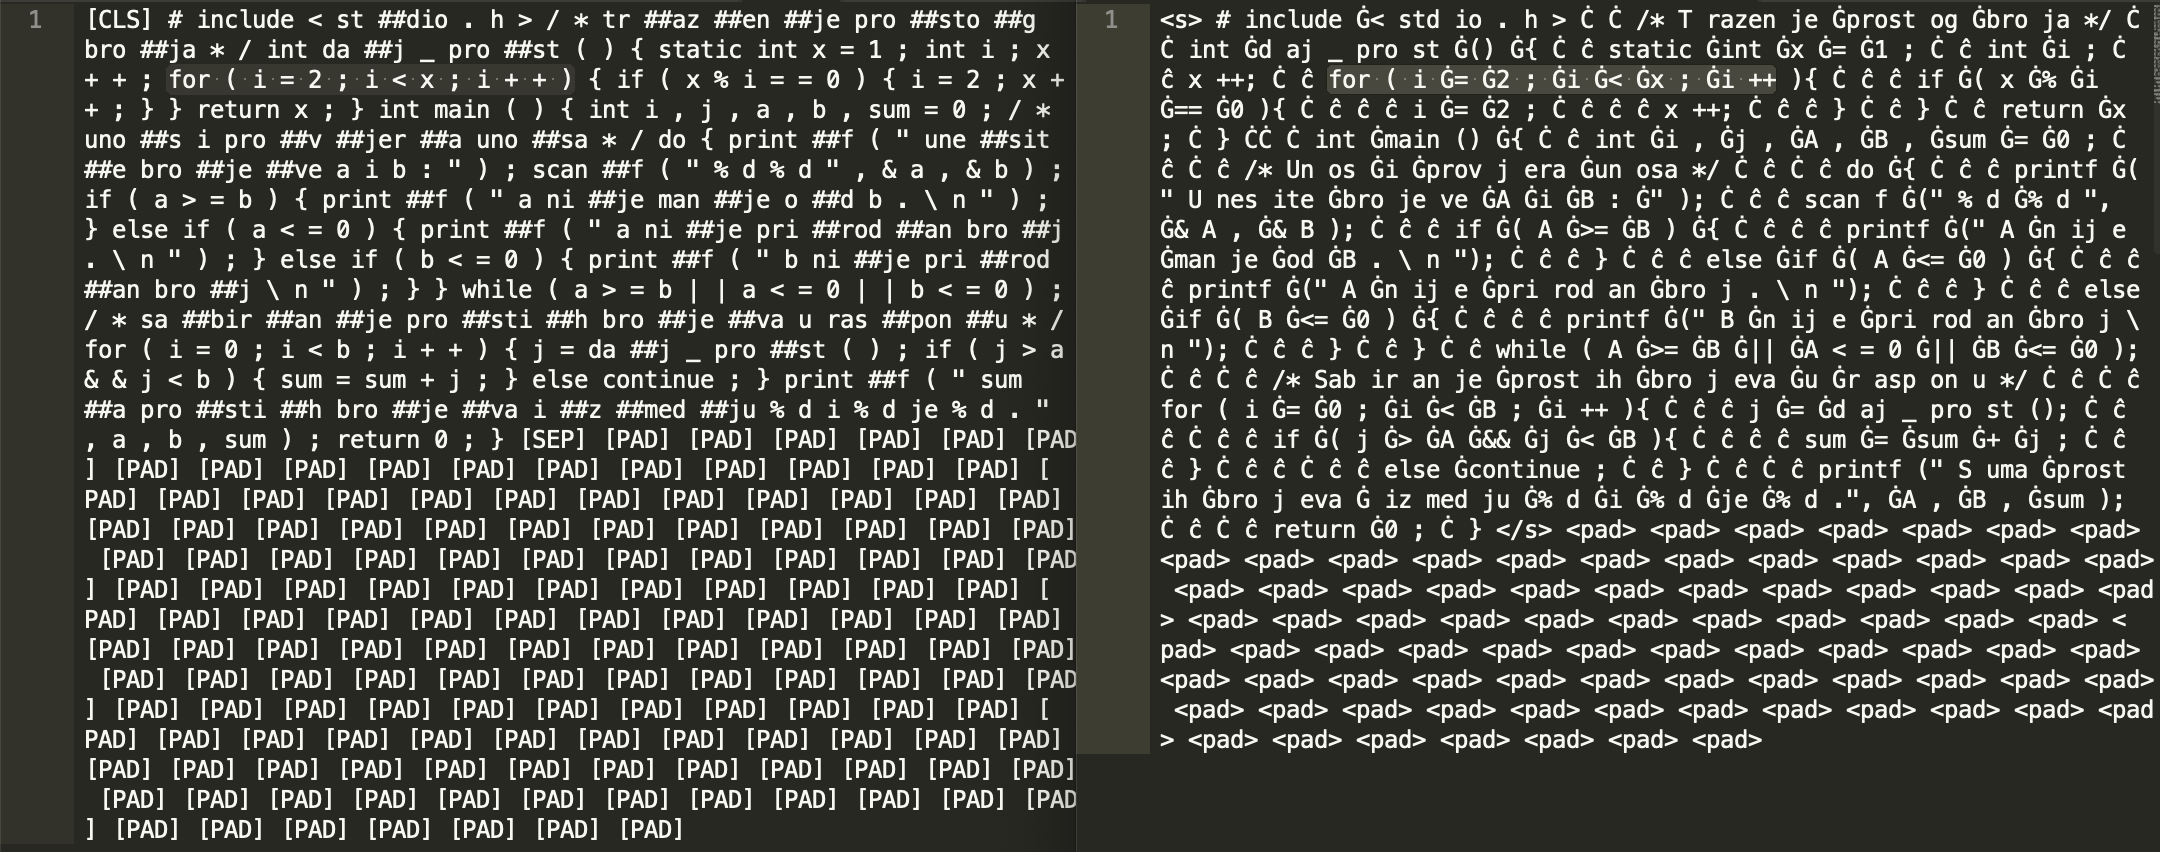 1
[CLS] # include < st ##dio . h > / * tr ##az ##en ##je pro ##sto ##g
bro ##ja * / int da ##j _ pro ##st ( ) { static int x = 1 ; int i ; x
+ + ; for ( i = 2 ; i < x ; i + + ) { if ( x % i = = 0 ) { i = 2 ; x +
+ ; } } return x ; } int main ( ) { int i , j , a , b , sum = 0 ; / *
uno ##s i pro ##v ##jer ##a uno ##sa * / do { print ##f ( " une ##sit
##e bro ##je ##ve a i b : " ) ; scan ##f ( " % d % d " , & a , & b ) ;
if ( a > = b ) { print ##f ( " a ni ##je man ##je o ##d b . \ n " ) ;
} else if ( a < = 0 ) { print ##f ( " a ni ##je pri ##rod ##an bro ##j
. \ n " ) ; } else if ( b < = 0 ) { print ##f ( " b ni ##je pri ##rod
##an bro ##j \ n " ) ; } } while ( a > = b | | a < = 0 | | b < = 0 ) ;
/ * sa ##bir ##an ##je pro ##sti ##h bro ##je ##va u ras ##pon ##u * /
for ( i = 0 ; i < b ; i + + ) { j = da ##j _ pro ##st ( ) ; if ( j > a
& & j < b ) { sum = sum + j ; } else continue ; } print ##f ( " sum
##a pro ##sti ##h bro ##je ##va i ##z ##med ##ju % d i % d je % d . "
, a , b , sum ) ; return 0 ; } [SEP] [PAD] [PAD] [PAD] [PAD] [PAD] [PAD
] [PAD] [PAD] [PAD] [PAD] [PAD] [PAD] [PAD] [PAD] [PAD] [PAD] [PAD] [
PAD] [PAD] [PAD] [PAD] [PAD] [PAD] [PAD] [PAD] [PAD] [PAD] [PAD] [PAD]
[PAD] [PAD] [PAD] [PAD] [PAD] [PAD] [PAD] [PAD] [PAD] [PAD] [PAD] [PAD]
[PAD] [PAD] [PAD] [PAD] [PAD] [PAD] [PAD] [PAD] [PAD] [PAD] [PAD] [PAD
] [PAD] [PAD] [PAD] [PAD] [PAD] [PAD] [PAD] [PAD] [PAD] [PAD] [PAD] [
PAD] [PAD] [PAD] [PAD] [PAD] [PAD] [PAD] [PAD] [PAD] [PAD] [PAD] [PAD]
[PAD] [PAD] [PAD] [PAD] [PAD] [PAD] [PAD] [PAD] [PAD] [PAD] [PAD] [PAD]
[PAD] [PAD] [PAD] [PAD] [PAD] [PAD] [PAD] [PAD] [PAD] [PAD] [PAD] [PAD
] [PAD] [PAD] [PAD] [PAD] [PAD] [PAD] [PAD] [PAD] [PAD] [PAD] [PAD] [
PAD] [PAD] [PAD] [PAD] [PAD] [PAD] [PAD] [PAD] [PAD] [PAD] [PAD] [PAD]
[PAD] [PAD] [PAD] [PAD] [PAD] [PAD] [PAD] [PAD] [PAD] [PAD] [PAD] [PAD]
[PAD] [PAD] [PAD] [PAD] [PAD] [PAD] [PAD] [PAD] [PAD] [PAD] [PAD] [PAD
] [PAD] [PAD] [PAD] [PAD] [PAD] [PAD] [PAD]
1
<s> # include Ġ< std io . h > Ċ Ċ /* T razen je Ġprost og Ġbro ja */ Ċ
Ċ int Ġd aj _ pro st Ġ() Ġ{ Ċ ĉ static Ġint Ġx Ġ= Ġ1 ; Ċ ĉ int Ġi ; Ċ
ĉ x ++; Ċ ĉ for ( i Ġ= Ġ2 ; Ġi Ġ< Ġx ; Ġi ++ ){ Ċ ĉ ĉ if Ġ( x Ġ% Ġi
Ġ== Ġ0 ){ Ċ ĉ ĉ ĉ i Ġ= Ġ2 ; Ċ ĉ ĉ ĉ x ++; Ċ ĉ ĉ } Ċ ĉ } Ċ ĉ return Ġx
; Ċ } ĊĊ Ċ int Ġmain () Ġ{ Ċ ĉ int Ġi , Ġj , ĠA , ĠB , Ġsum Ġ= Ġ0 ; Ċ
ĉ Ċ ĉ /* Un os Ġi Ġprov j era Ġun osa */ Ċ ĉ Ċ ĉ do Ġ{ Ċ ĉ ĉ printf Ġ(
" U nes ite Ġbro je ve ĠA Ġi ĠB : Ġ" ); Ċ ĉ ĉ scan f Ġ(" % d Ġ% d ",
Ġ& A , Ġ& B ); Ċ ĉ ĉ if Ġ( A Ġ>= ĠB ) Ġ{ Ċ ĉ ĉ ĉ printf Ġ(" A Ġn ij e
Ġman je Ġod ĠB . \ n "); Ċ ĉ ĉ } Ċ ĉ ĉ else Ġif Ġ( A Ġ<= Ġ0 ) Ġ{ Ċ ĉ ĉ
ĉ printf Ġ(" A Ġn ij e Ġpri rod an Ġbro j . \ n "); Ċ ĉ ĉ } Ċ ĉ ĉ else
Ġif Ġ( B Ġ<= Ġ0 ) Ġ{ Ċ ĉ ĉ ĉ printf Ġ(" B Ġn ij e Ġpri rod an Ġbro j \
n "); Ċ ĉ ĉ } Ċ ĉ } Ċ ĉ while ( A Ġ>= ĠB Ġ|| ĠA < = 0 Ġ|| ĠB Ġ<= Ġ0 );
Ċ ĉ Ċ ĉ /* Sab ir an je Ġprost ih Ġbro j eva Ġu Ġr asp on u */ Ċ ĉ Ċ ĉ
for ( i Ġ= Ġ0 ; Ġi Ġ< ĠB ; Ġi ++ ){ Ċ ĉ ĉ j Ġ= Ġd aj _ pro st (); Ċ ĉ
ĉ Ċ ĉ ĉ if Ġ( j Ġ> ĠA Ġ&& Ġj Ġ< ĠB ){ Ċ ĉ ĉ ĉ sum Ġ= Ġsum Ġ+ Ġj ; Ċ ĉ
ĉ } Ċ ĉ ĉ Ċ ĉ ĉ else Ġcontinue ; Ċ ĉ } Ċ ĉ Ċ ĉ printf (" S uma Ġprost
ih Ġbro j eva Ġ iz med ju Ġ% d Ġi Ġ% d Ġje Ġ% d .", ĠA , ĠB , Ġsum );
Ċ ĉ Ċ ĉ return Ġ0 ; Ċ } </s> <pad> <pad> <pad> <pad> <pad> <pad> <pad>
<pad> <pad> <pad> <pad> <pad> <pad> <pad> <pad> <pad> <pad> <pad> <pad>
<pad> <pad> <pad> <pad> <pad> <pad> <pad> <pad> <pad> <pad> <pad> <pad
> <pad> <pad> <pad> <pad> <pad> <pad> <pad> <pad> <pad> <pad> <pad> <
pad> <pad> <pad> <pad> <pad> <pad> <pad> <pad> <pad> <pad> <pad> <pad>
<pad> <pad> <pad> <pad> <pad> <pad> <pad> <pad> <pad> <pad> <pad> <pad>
<pad> <pad> <pad> <pad> <pad> <pad> <pad> <pad> <pad> <pad> <pad> <pad
> <pad> <pad> <pad> <pad> <pad> <pad> <pad>